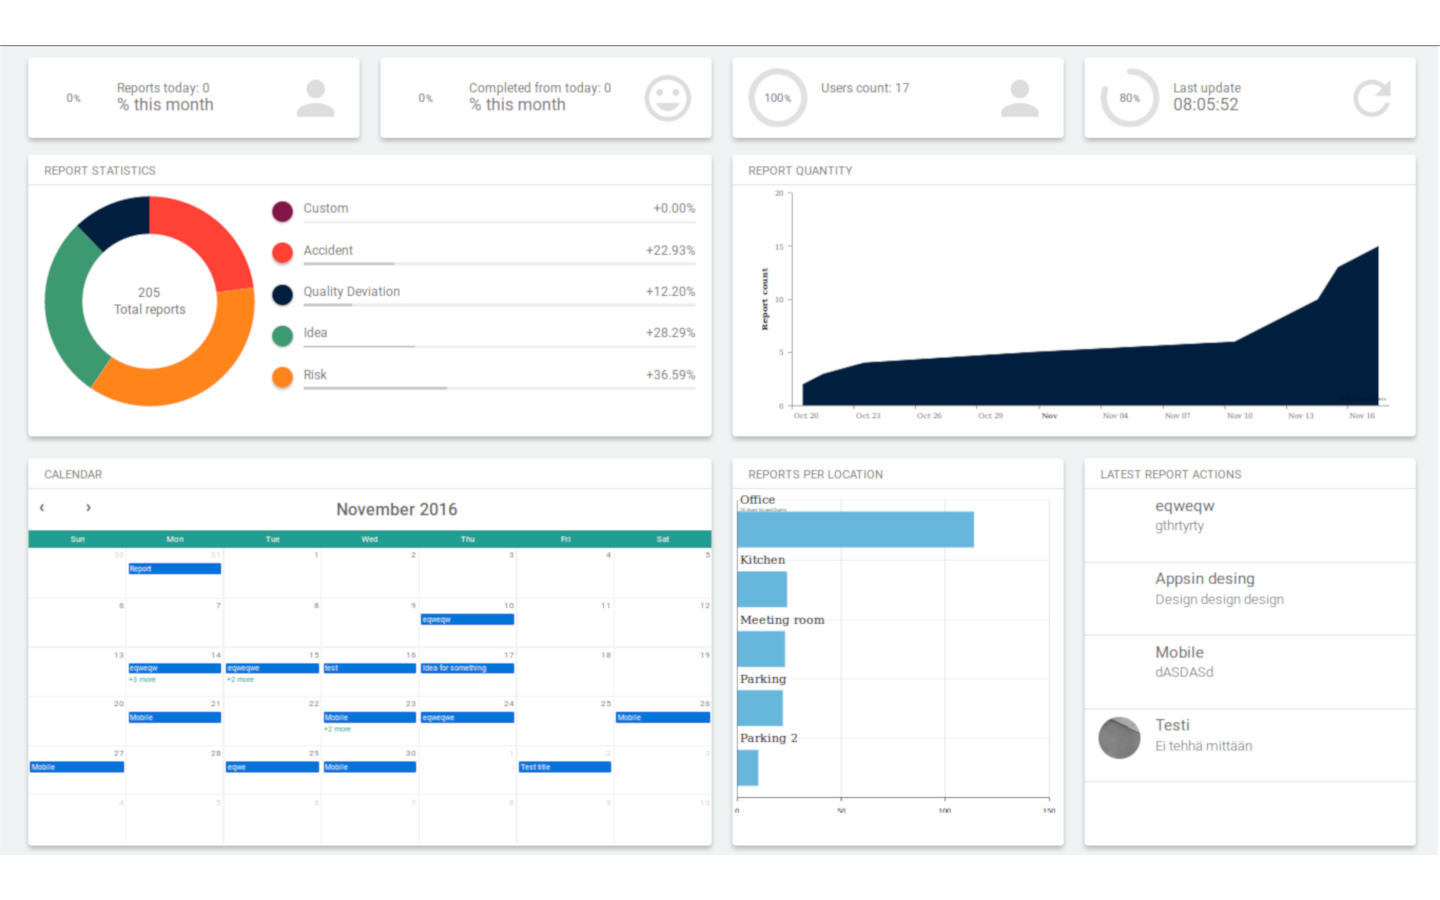 0%
Reports today: 0
% this month
0%
Completed from today: 0
% this month
100%
Users count: 17
80%
Last update
08:05:52
REPORT STATISTICS
205
Total reports
Custom +0.00%
Accident +22.93%
Quality Deviation +12.20%
Idea +28.29%
Risk +36.59%
REPORT QUANTITY
Report count
20
15
10
5
0
Oct 20 Oct 23 Oct 26 Oct 29 Nov Nov 04 Nov 07 Nov 10 Nov 13 Nov 16
CALENDAR
‹ › November 2016
Sun Mon Tue Wed Thu Fri Sat
30 31 1 2 3 4 5
Report
6 7 8 9 10 11 12
eqweqw
13 14 15 16 17 18 19
eqweqw eqweqwe test Idea for something
+3 more +2 more
20 21 22 23 24 25 26
Mobile Mobile eqweqwe Mobile
+2 more
27 28 29 30 1 2 3
Mobile eqwe Mobile Test title
4 5 6 7 8 9 10
REPORTS PER LOCATION
Office
Kitchen
Meeting room
Parking
Parking 2
0 50 100 150
LATEST REPORT ACTIONS
eqweqw
gthrtyrty
Appsin desing
Design design design
Mobile
dASDASd
Testi
Ei tehhä mittään